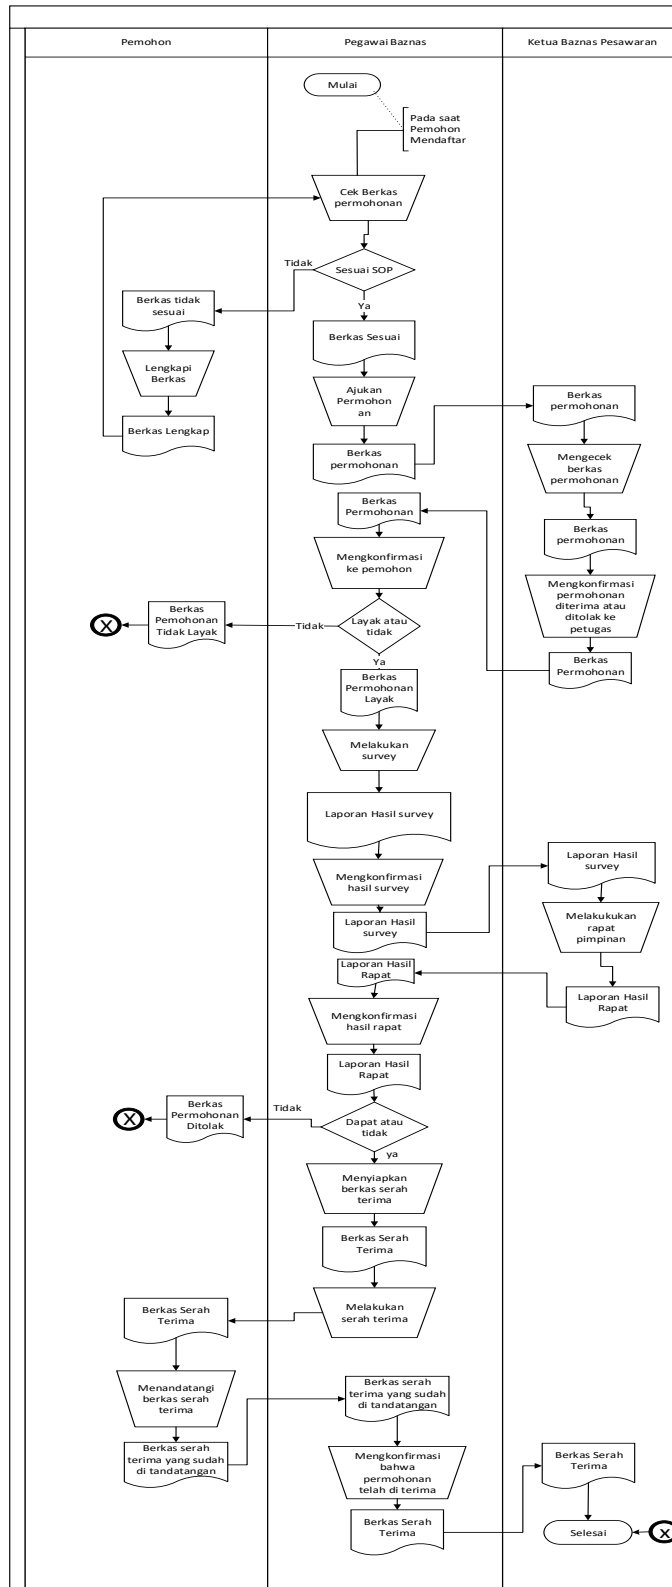 Pemohon
Pegawai Baznas
Ketua Baznas Pesawaran
Mulai
Pada saat
Pemohon
Mendaftar
Cek Berkas
permohonan
Sesuai SOP
Tidak
Ya
Berkas tidak
sesuai
Lengkapi
Berkas
Berkas Lengkap
Berkas Sesuai
Ajukan
Permohon
an
Berkas
permohonan
Berkas
permohonan
Mengecek
berkas
permohonan
Berkas
permohonan
Mengkonfirmasi
permohonan
diterima atau
ditolak ke
petugas
Berkas
Permohonan
Berkas
Permohonan
Mengkonfirmasi
ke pemohon
Layak atau
tidak
Tidak
Berkas
Pemohonan
Tidak Layak
X
Ya
Berkas
Permohonan
Layak
Melakukan
survey
Laporan Hasil survey
Mengkonfirmasi
hasil survey
Laporan Hasil
survey
Laporan Hasil
survey
Melakukukan
rapat
pimpinan
Laporan Hasil
Rapat
Laporan Hasil
Rapat
Mengkonfirmasi
hasil rapat
Laporan Hasil
Rapat
Dapat atau
tidak
Tidak
Berkas
Permohonan
Ditolak
X
ya
Menyiapkan
berkas serah
terima
Berkas Serah
Terima
Melakukan
serah terima
Berkas Serah
Terima
Menandatangi
berkas serah
terima
Berkas serah
terima yang sudah
di tandatangan
Berkas serah
terima yang sudah
di tandatangan
Mengkonfirmasi
bahwa
permohonan
telah di terima
Berkas Serah
Terima
Berkas Serah
Terima
Selesai
X